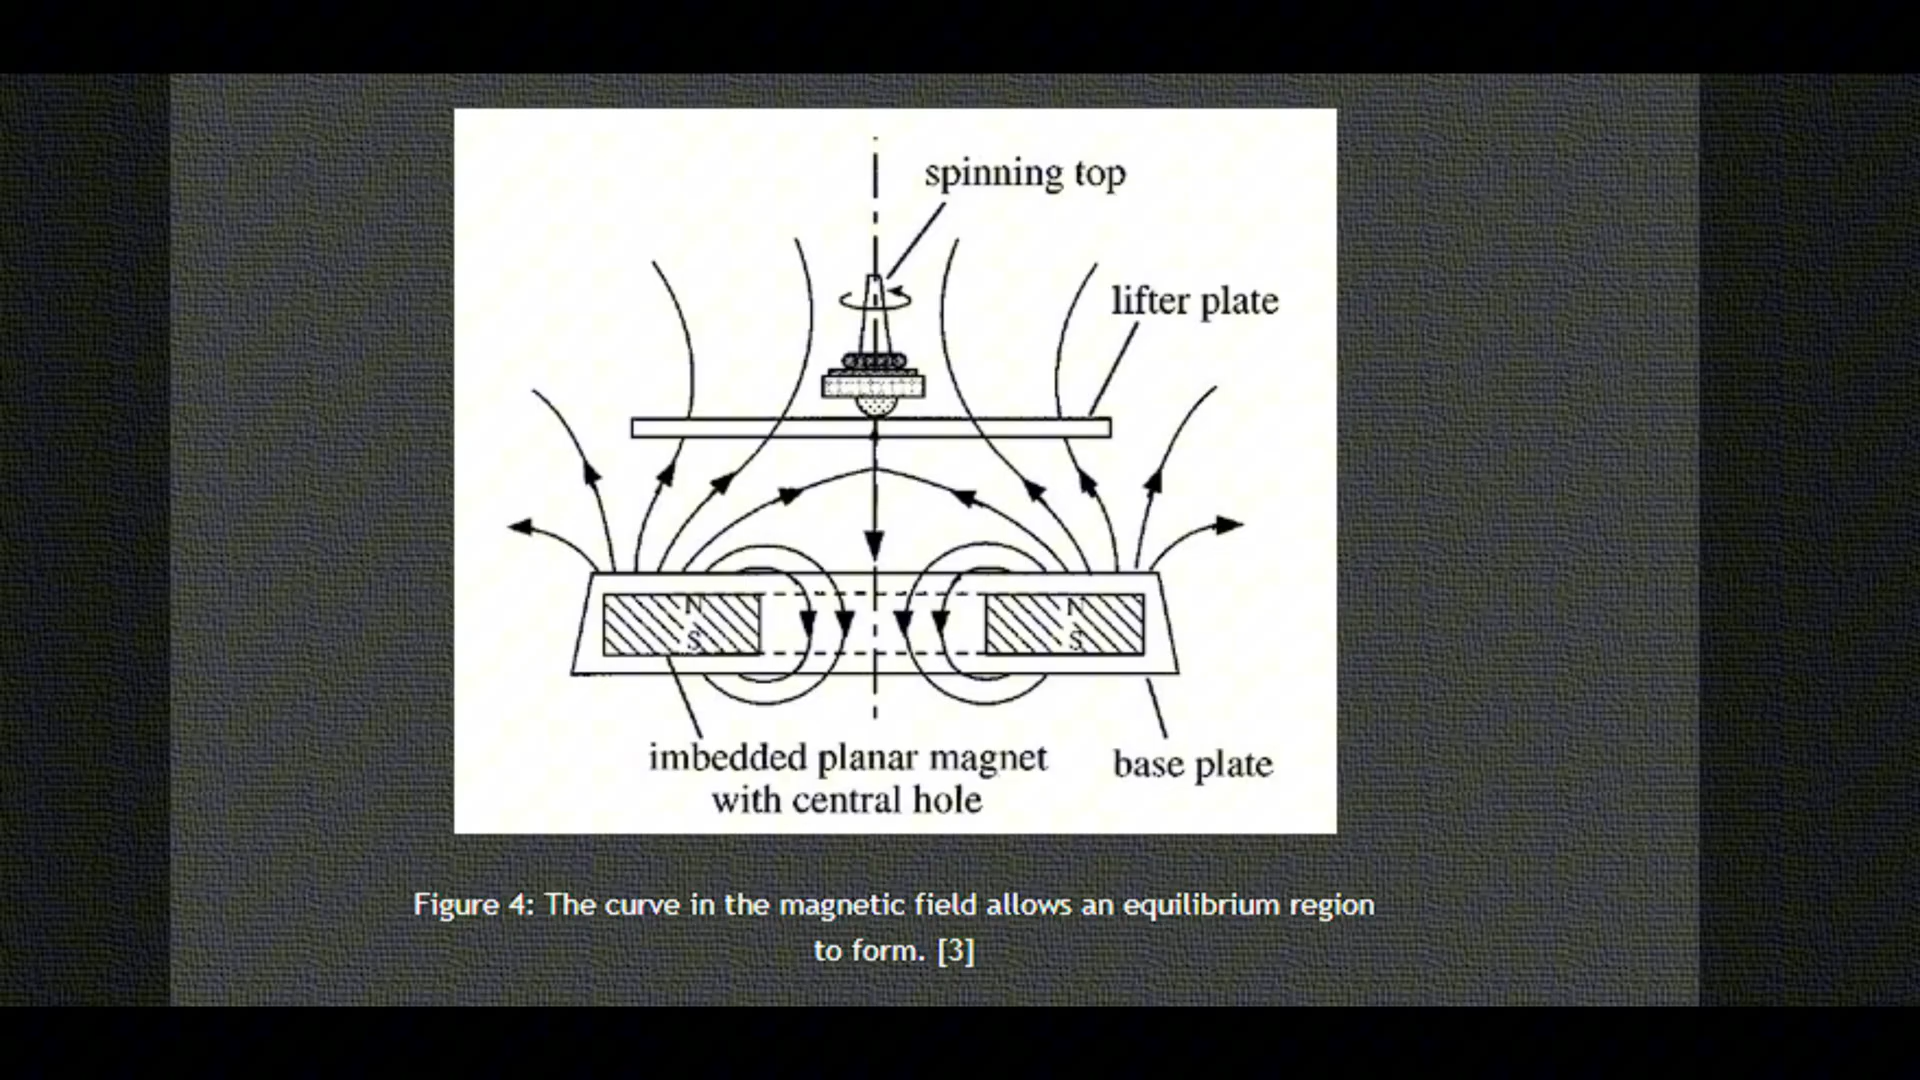 spinning top
lifter plate
N
S
N
S
imbedded planar magnet
with central hole
base plate
Figure 4: The curve in the magnetic field allows an equilibrium region
to form. [3]